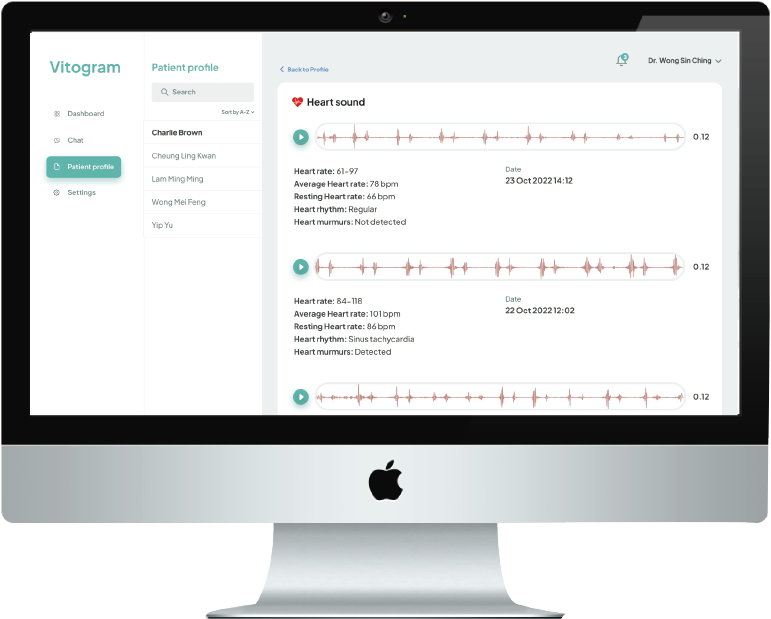 Vitogram
Dashboard
Chat
Patient profile
Settings
Patient profile
Search
Sort by A-Z
Charlie Brown
Cheung Ling Kwan
Lam Ming Ming
Wong Mei Feng
Yip Yu
Back to Profile
Dr. Wong Sin Ching
Heart sound
0.12
Heart rate: 61-97
Average Heart rate: 78 bpm
Resting Heart rate: 66 bpm
Heart rhythm: Regular
Heart murmurs: Not detected
Date
23 Oct 2022 14:12
0.12
Heart rate: 84-118
Average Heart rate: 101 bpm
Resting Heart rate: 86 bpm
Heart rhythm: Sinus tachycardia
Heart murmurs: Detected
Date
22 Oct 2022 12:02
0.12